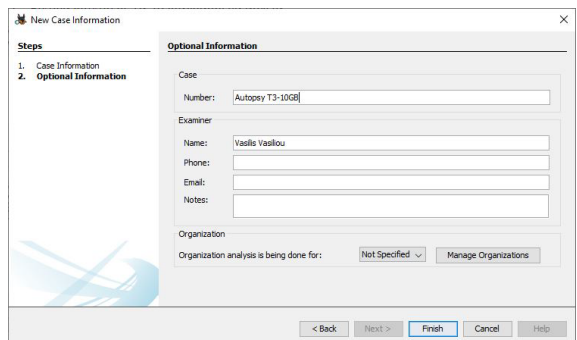 New Case Information
Steps
1. Case Information
2. Optional Information
Optional Information
Case
Number: Autopsy T3-10GB
Examiner
Name: Vasilis Vasiliou
Phone:
Email:
Notes:
Organization
Organization analysis is being done for: Not Specified Manage Organizations
< Back Next > Finish Cancel Help